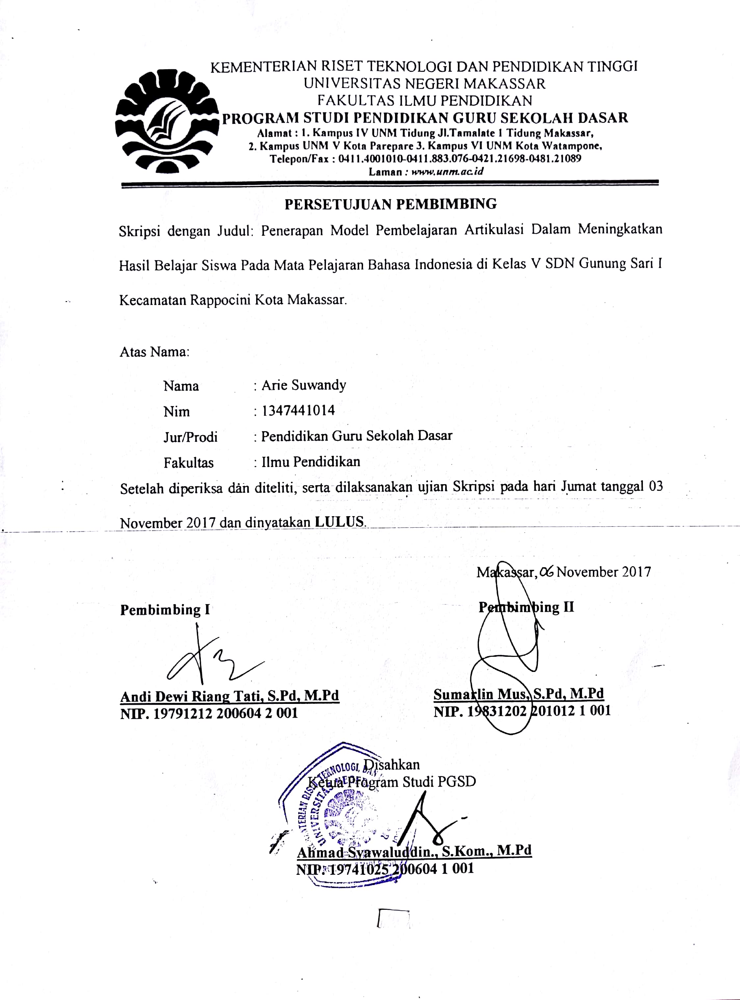 KEMENTERIAN RISET TEKNOLOGI DAN PENDIDIKAN TINGGI
UNIVERSITAS NEGERI MAKASSAR
FAKULTAS ILMU PENDIDIKAN
PROGRAM STUDI PENDIDIKAN GURU SEKOLAH DASAR
Alamat : 1. Kampus IV UNM Tidung Jl.Tamalate 1 Tidung Makassar,
2. Kampus UNM V Kota Parepare 3. Kampus VI UNM Kota Watampone,
Telepon/Fax : 0411.4001010-0411.883.076-0421.21698-0481.21089
Laman : www.unm.ac.id
PERSETUJUAN PEMBIMBING
Skripsi dengan Judul: Penerapan Model Pembelajaran Artikulasi Dalam Meningkatkan
Hasil Belajar Siswa Pada Mata Pelajaran Bahasa Indonesia di Kelas V SDN Gunung Sari I
Kecamatan Rappocini Kota Makassar.
Atas Nama:
Nama : Arie Suwandy
Nim : 1347441014
Jur/Prodi : Pendidikan Guru Sekolah Dasar
Fakultas : Ilmu Pendidikan
Setelah diperiksa dan diteliti, serta dilaksanakan ujian Skripsi pada hari Jumat tanggal 03
November 2017 dan dinyatakan LULUS.
Makassar, 06 November 2017
Pembimbing I Pembimbing II
Andi Dewi Riang Tati, S.Pd, M.Pd Sumarlin Mus, S.Pd, M.Pd
NIP. 19791212 200604 2 001 NIP. 19831202 201012 1 001
Disahkan
Ketua Program Studi PGSD
TEKNOLOGI, DAN
UNIVERSITAS
Ahmad Syawaluddin., S.Kom., M.Pd
NIP. 19741025 200604 1 001